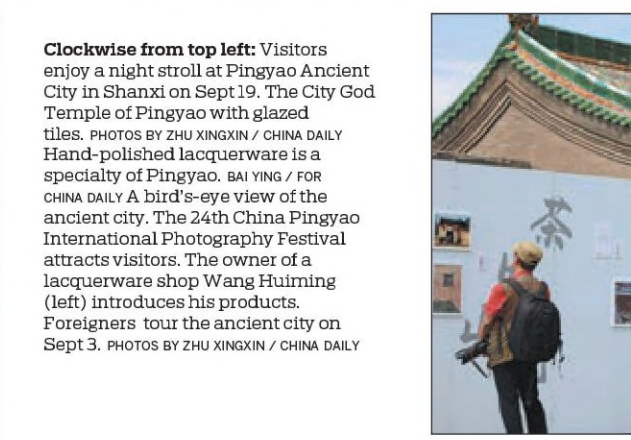 Clockwise from top left: Visitors
enjoy a night stroll at Pingyao Ancient
City in Shanxi on Sept 19. The City God
Temple of Pingyao with glazed
tiles. PHOTOS BY ZHU XINGXIN / CHINA DAILY
Hand-polished lacquerware is a
specialty of Pingyao. BAI YING / FOR
CHINA DAILY A bird's-eye view of the
ancient city. The 24th China Pingyao
International Photography Festival
attracts visitors. The owner of a
lacquerware shop Wang Huiming
(left) introduces his products.
Foreigners tour the ancient city on
Sept 3. PHOTOS BY ZHU XINGXIN / CHINA DAILY
茶